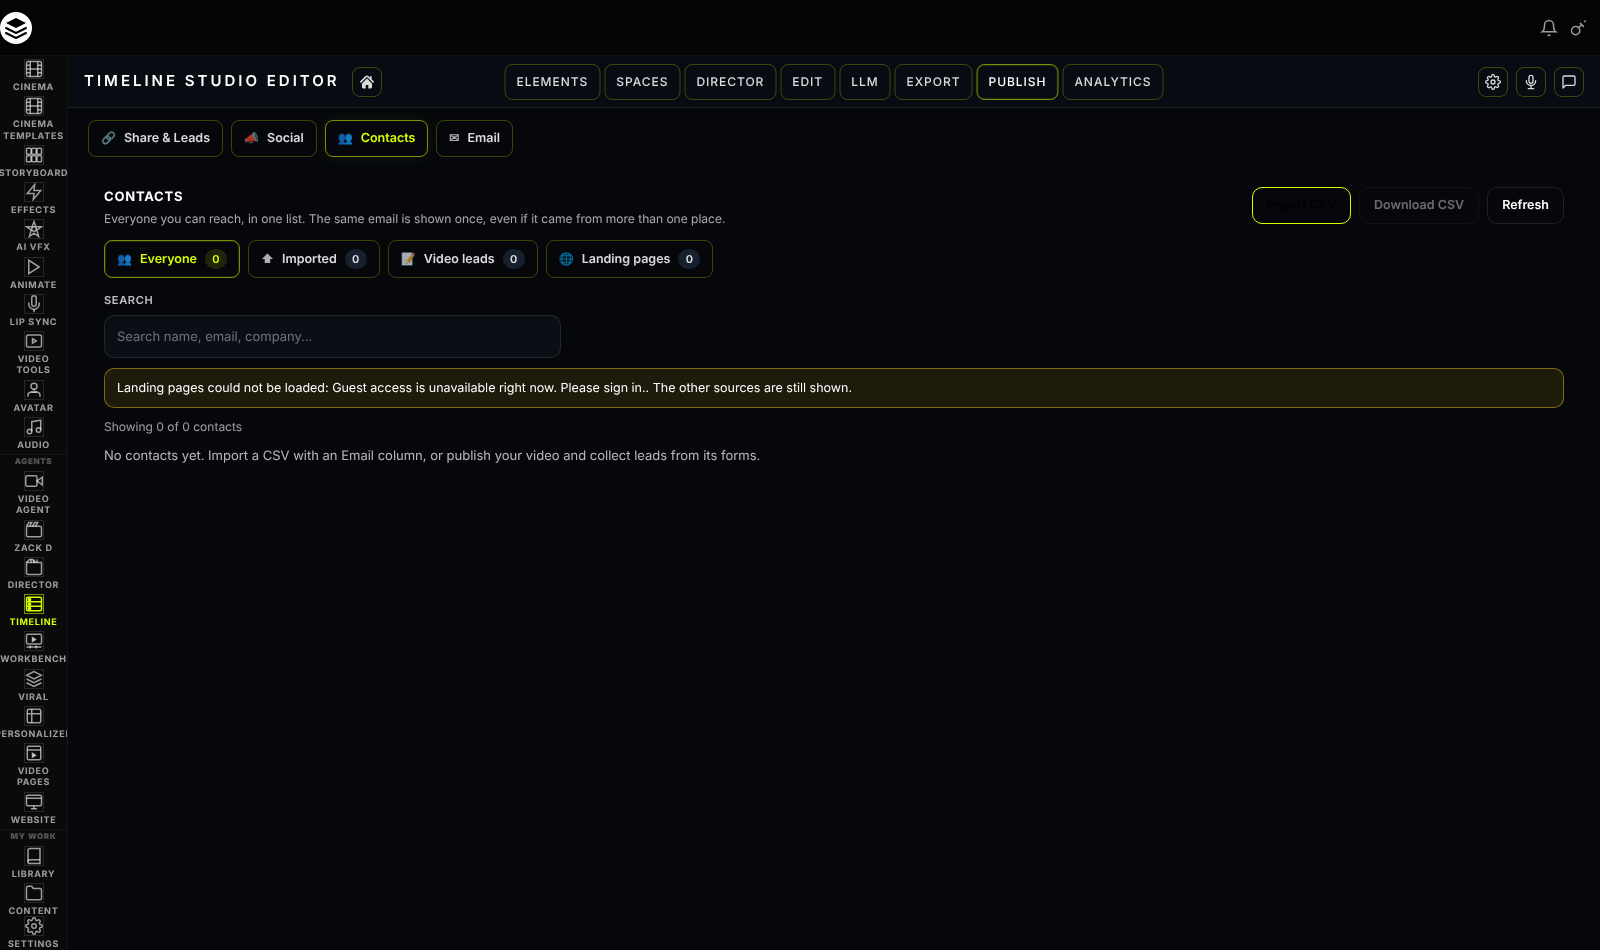 TIMELINE STUDIO EDITOR
ELEMENTS
SPACES
DIRECTOR
EDIT
LLM
EXPORT
PUBLISH
ANALYTICS
Share & Leads
Social
Contacts
Email
CONTACTS
Everyone you can reach, in one list. The same email is shown once, even if it came from more than one place.
Import CSV
Download CSV
Refresh
Everyone 0
Imported 0
Video leads 0
Landing pages 0
SEARCH
Search name, email, company...
Landing pages could not be loaded: Guest access is unavailable right now. Please sign in.. The other sources are still shown.
Showing 0 of 0 contacts
No contacts yet. Import a CSV with an Email column, or publish your video and collect leads from its forms.
CINEMA
CINEMA
TEMPLATES
STORYBOARD
EFFECTS
AI VFX
ANIMATE
LIP SYNC
VIDEO
TOOLS
AVATAR
AUDIO
AGENTS
VIDEO
AGENT
ZACK D
DIRECTOR
TIMELINE
WORKBENCH
VIRAL
PERSONALIZE
VIDEO
PAGES
WEBSITE
MY WORK
LIBRARY
CONTENT
SETTINGS